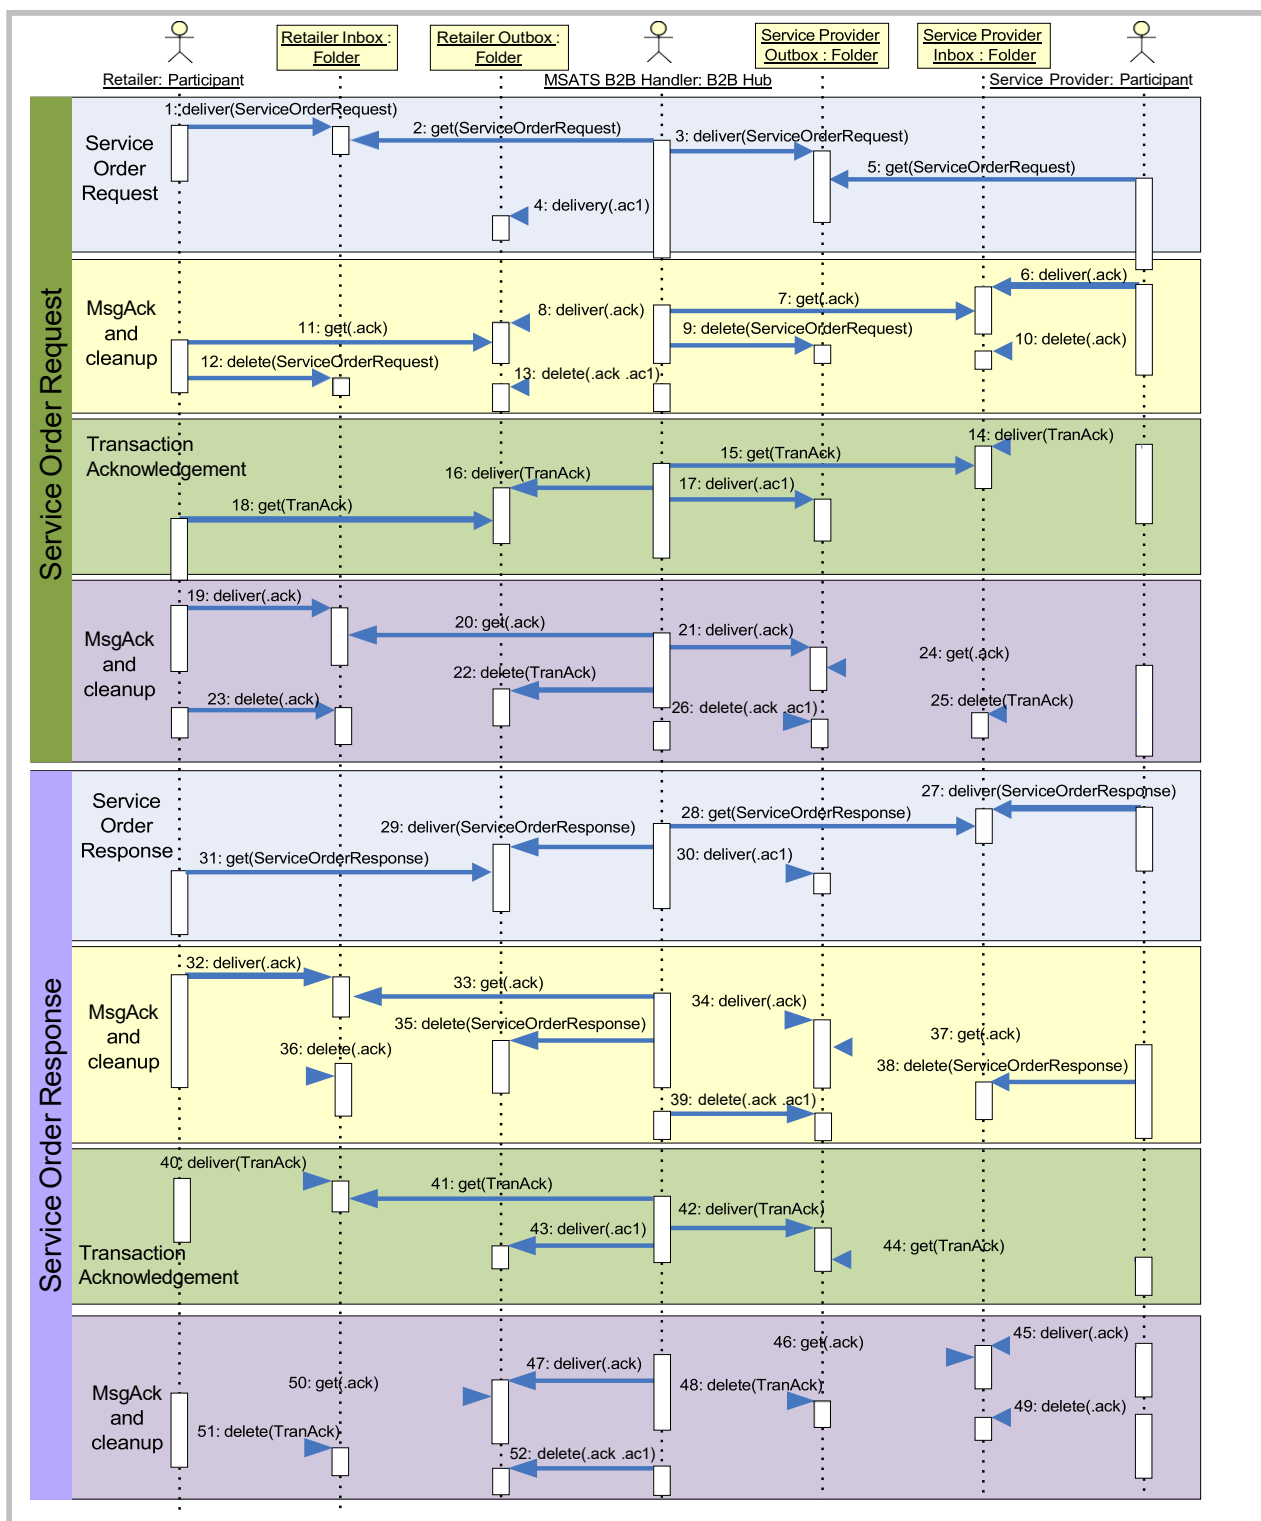 Retailer: Participant
Retailer Inbox :
Folder
Retailer Outbox :
Folder
MSATS B2B Handler: B2B Hub
Service Provider
Outbox : Folder
Service Provider
Inbox : Folder
Service Provider: Participant
Service Order Request
Service
Order
Request
1: deliver(ServiceOrderRequest)
2: get(ServiceOrderRequest)
3: deliver(ServiceOrderRequest)
5: get(ServiceOrderRequest)
4: delivery(.ac1)
MsgAck
and
cleanup
6: deliver(.ack)
7: get(.ack)
8: deliver(.ack)
9: delete(ServiceOrderRequest)
10: delete(.ack)
11: get(.ack)
12: delete(ServiceOrderRequest)
13: delete(.ack .ac1)
Transaction
Acknowledgement
14: deliver(TranAck)
15: get(TranAck)
16: deliver(TranAck)
17: deliver(.ac1)
18: get(TranAck)
MsgAck
and
cleanup
19: deliver(.ack)
20: get(.ack)
21: deliver(.ack)
24: get(.ack)
22: delete(TranAck)
23: delete(.ack)
26: delete(.ack .ac1)
25: delete(TranAck)
Service Order Response
Service
Order
Response
27: deliver(ServiceOrderResponse)
28: get(ServiceOrderResponse)
29: deliver(ServiceOrderResponse)
30: deliver(.ac1)
31: get(ServiceOrderResponse)
MsgAck
and
cleanup
32: deliver(.ack)
33: get(.ack)
34: deliver(.ack)
35: delete(ServiceOrderResponse)
36: delete(.ack)
37: get(.ack)
38: delete(ServiceOrderResponse)
39: delete(.ack .ac1)
40: deliver(TranAck)
41: get(TranAck)
42: deliver(TranAck)
43: deliver(.ac1)
44: get(TranAck)
Transaction
Acknowledgement
MsgAck
and
cleanup
45: deliver(.ack)
46: get(.ack)
47: deliver(.ack)
50: get(.ack)
48: delete(TranAck)
49: delete(.ack)
51: delete(TranAck)
52: delete(.ack .ac1)